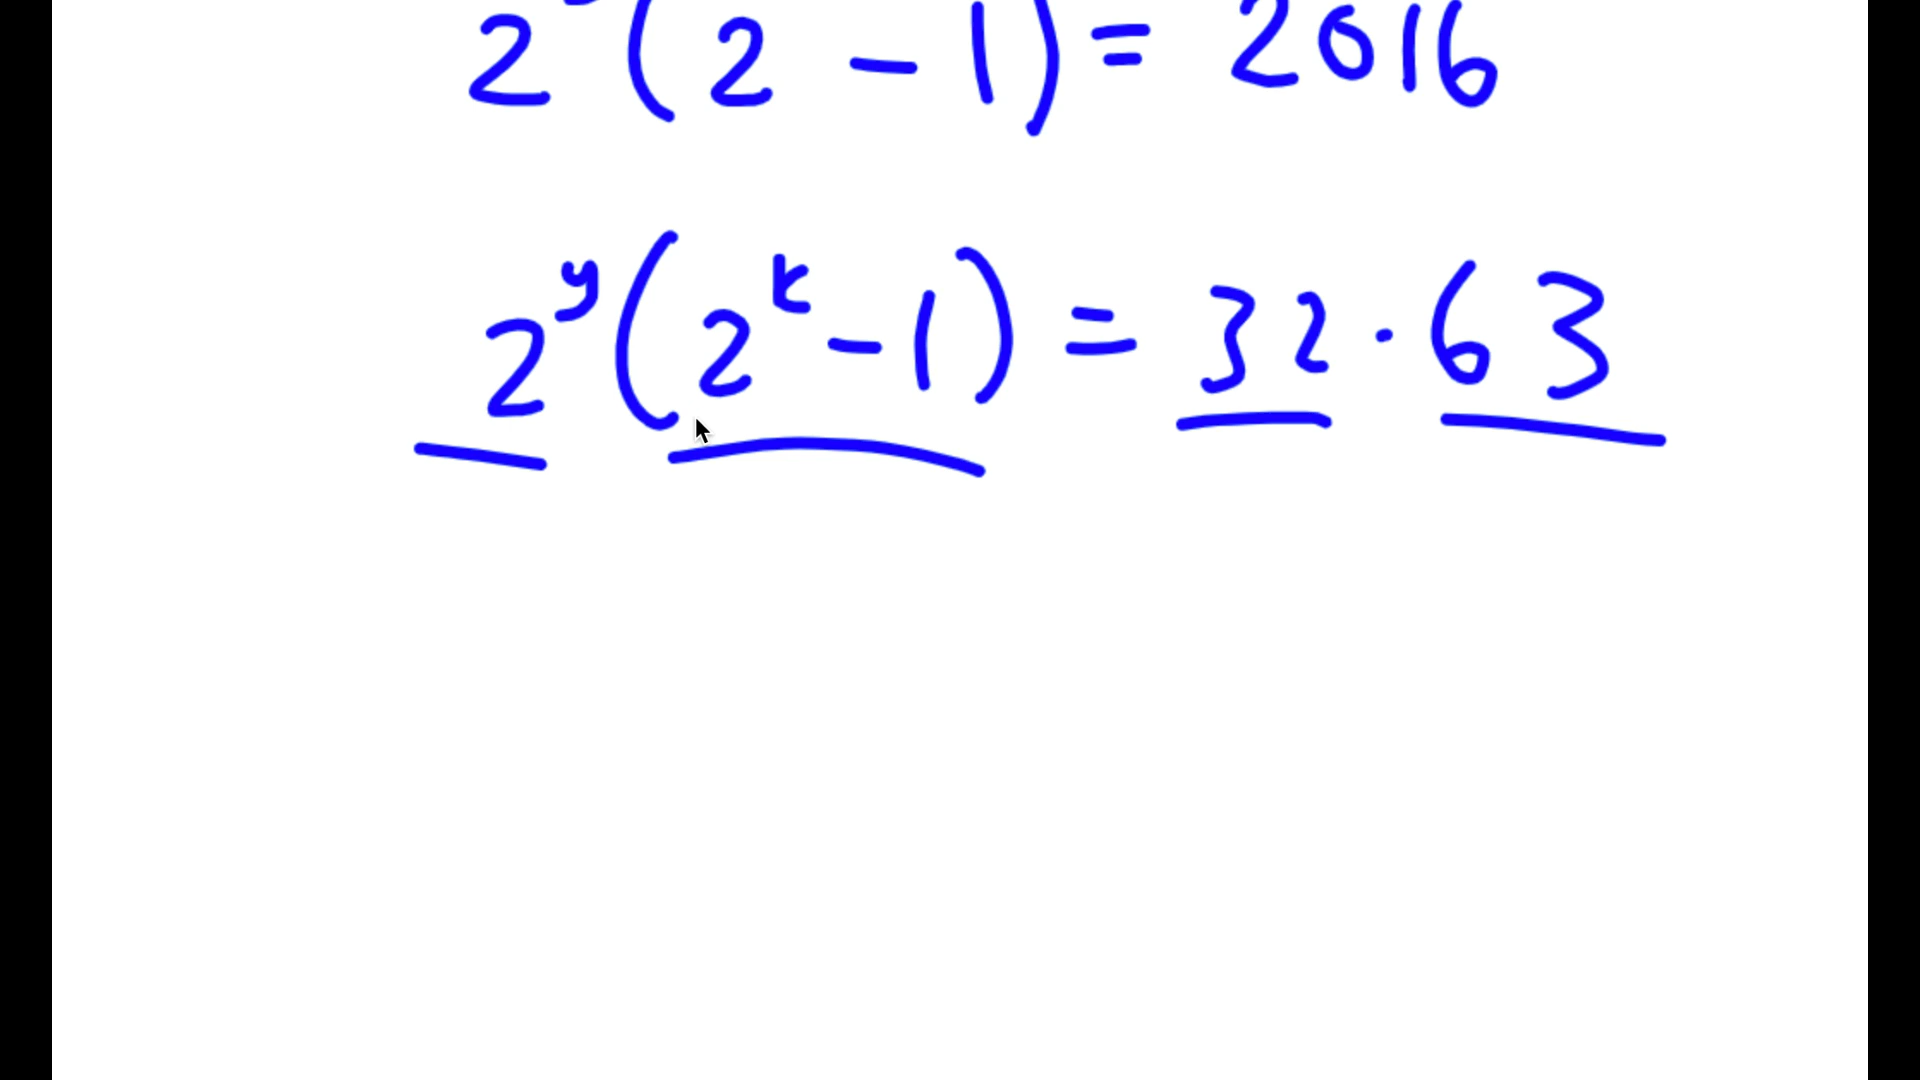 2 (2 - 1) = 2016
2^y (2^k - 1) = 32 · 63